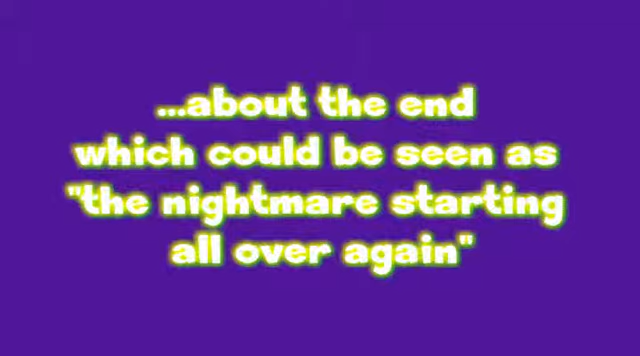 ...about the end
which could be seen as
"the nightmare starting
all over again"